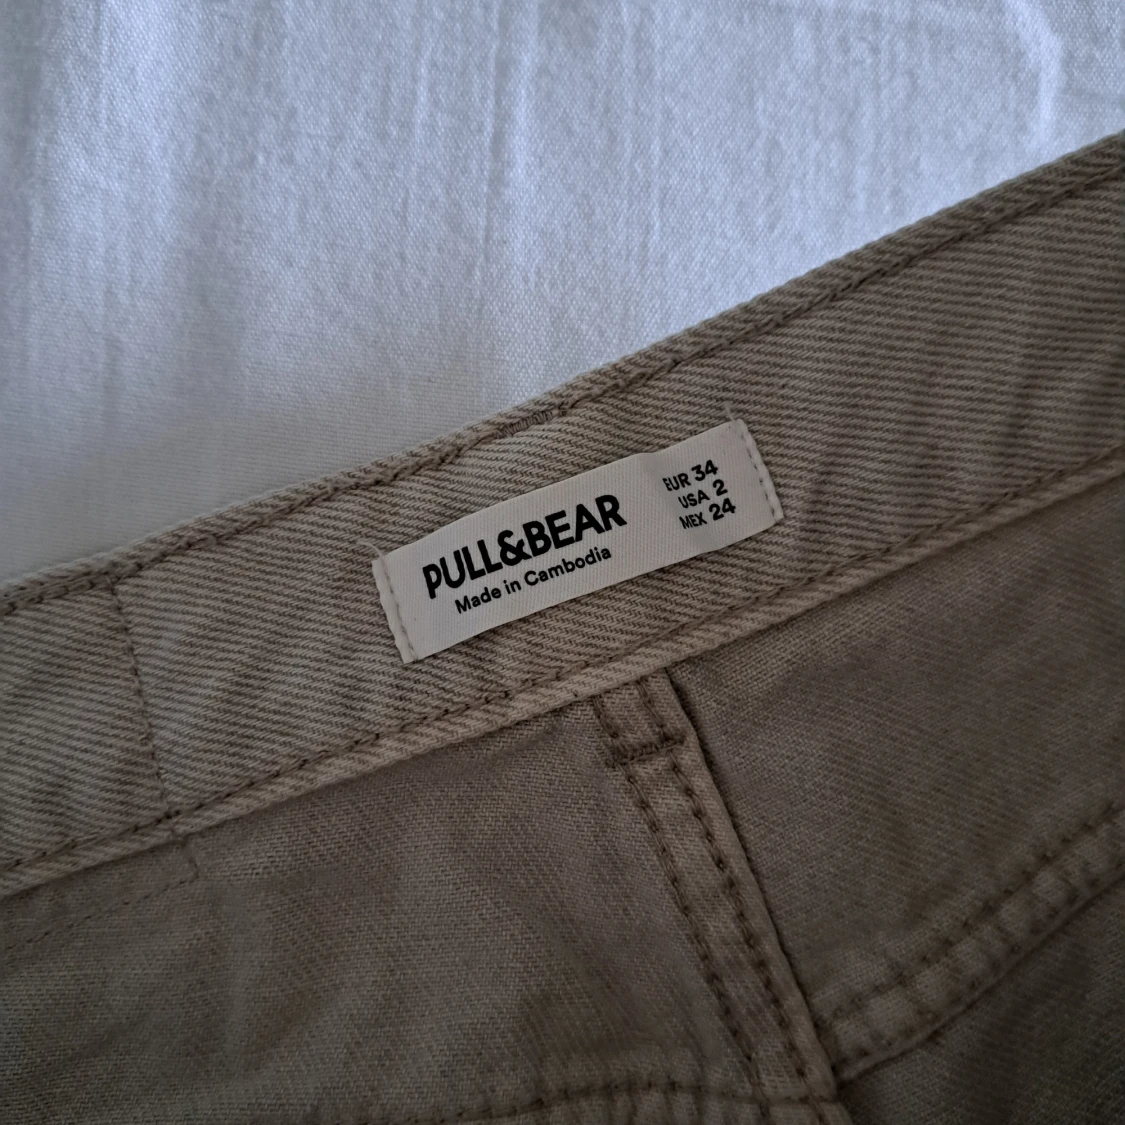 PULL&BEAR
Made in Cambodia
EUR 34
USA 2
MEX 24